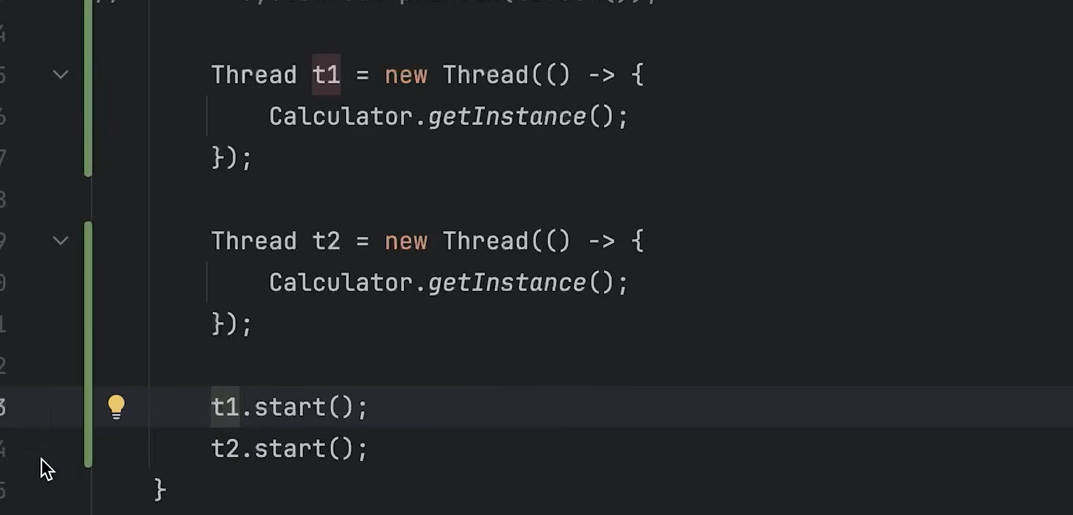 Thread t1 = new Thread(() -> {
Calculator.getInstance();
});
Thread t2 = new Thread(() -> {
Calculator.getInstance();
});
t1.start();
t2.start();
}